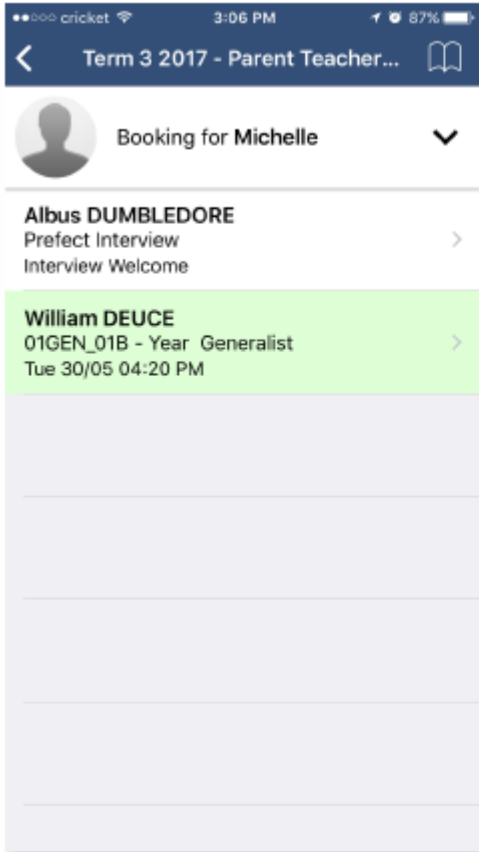 cricket 3:06 PM 87%
Term 3 2017 - Parent Teacher...
Booking for Michelle
Albus DUMBLEDORE
Prefect Interview
Interview Welcome
William DEUCE
01GEN_01B - Year  Generalist
Tue 30/05 04:20 PM